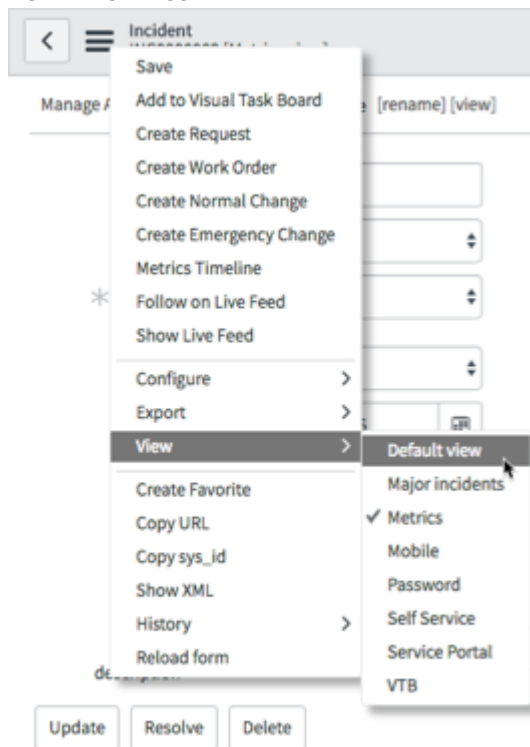 Incident
Save
Manage A
Add to Visual Task Board
[rename] [view]
Create Request
Create Work Order
Create Normal Change
Create Emergency Change
Metrics Timeline
Follow on Live Feed
Show Live Feed
Configure
Export
View
Default view
Major incidents
Metrics
Mobile
Password
Self Service
Service Portal
VTB
Create Favorite
Copy URL
Copy sys_id
Show XML
History
Reload form
Update Resolve Delete